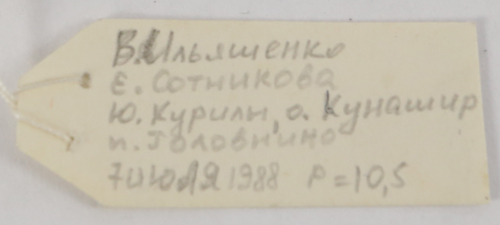 В. Ильяшенко
Е. Сотникова
Ю. Курилы, о. Кунашир
п. Головнино
7 июля 1988 P=10,5